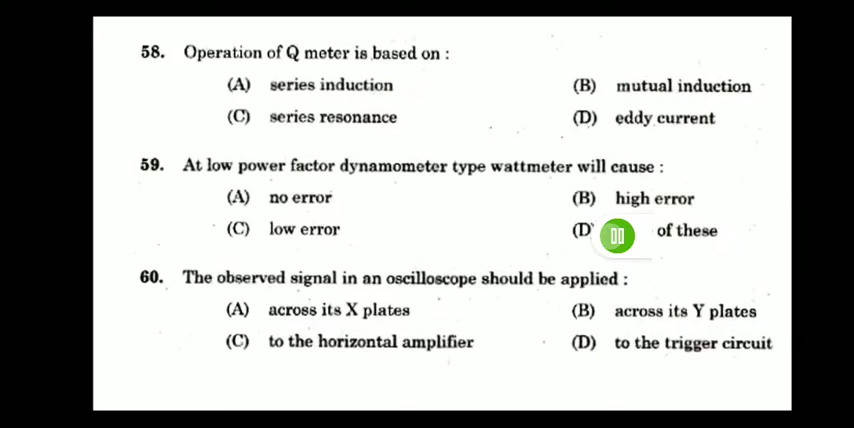 58. Operation of Q meter is based on :
(A) series induction (B) mutual induction
(C) series resonance (D) eddy current
59. At low power factor dynamometer type wattmeter will cause :
(A) no error (B) high error
(C) low error (D of these
60. The observed signal in an oscilloscope should be applied :
(A) across its X plates (B) across its Y plates
(C) to the horizontal amplifier (D) to the trigger circuit